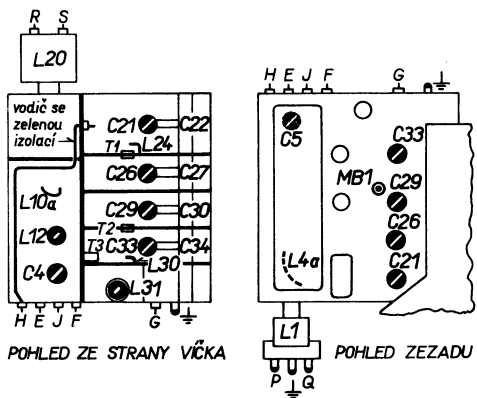 R S
L20
vodič se
zelenou
izolací
C21 C22
T1 L24
C26 C27
L10a
C29 C30
L12
T2
T3 C33 C34
L30
C4
L31
H E J F G
POHLED ZE STRANY VÍČKA
H E J F G
C5
C33
MB1
C29
C26
L4a
C21
L1
P Q
POHLED ZEZADU